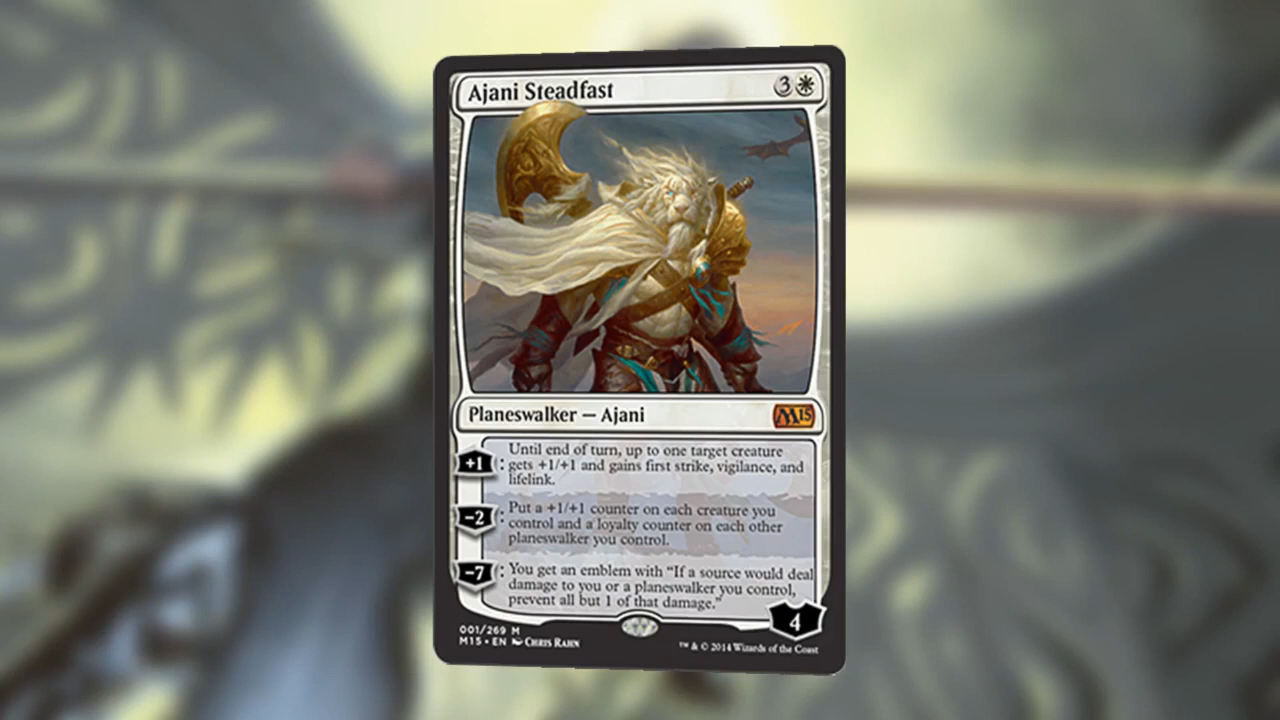 Ajani Steadfast
3
Planeswalker — Ajani
M15
+1
: Until end of turn, up to one target creature
gets +1/+1 and gains first strike, vigilance, and
lifelink.
-2
: Put a +1/+1 counter on each creature you
control and a loyalty counter on each other
planeswalker you control.
-7
: You get an emblem with “If a source would deal
damage to you or a planeswalker you control,
prevent all but 1 of that damage.”
4
001/269 M
M15 • EN Chris Rahn
™ & © 2014 Wizards of the Coast